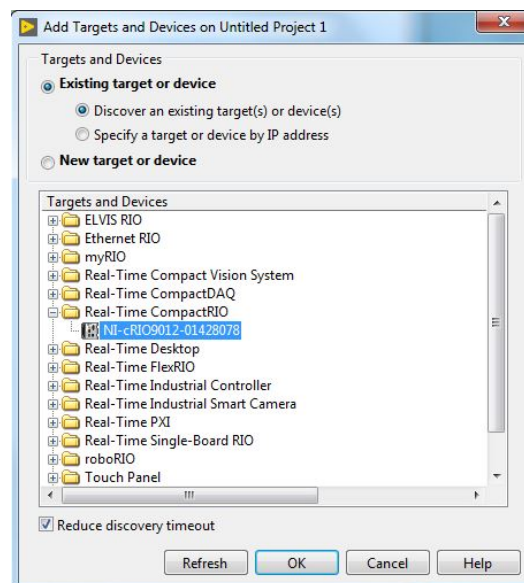 Add Targets and Devices on Untitled Project 1
Targets and Devices
Existing target or device
Discover an existing target(s) or device(s)
Specify a target or device by IP address
New target or device
Targets and Devices
ELVIS RIO
Ethernet RIO
myRIO
Real-Time Compact Vision System
Real-Time CompactDAQ
Real-Time CompactRIO
NI-cRIO9012-01428078
Real-Time Desktop
Real-Time FlexRIO
Real-Time Industrial Controller
Real-Time Industrial Smart Camera
Real-Time PXI
Real-Time Single-Board RIO
roboRIO
Touch Panel
Reduce discovery timeout
Refresh OK Cancel Help